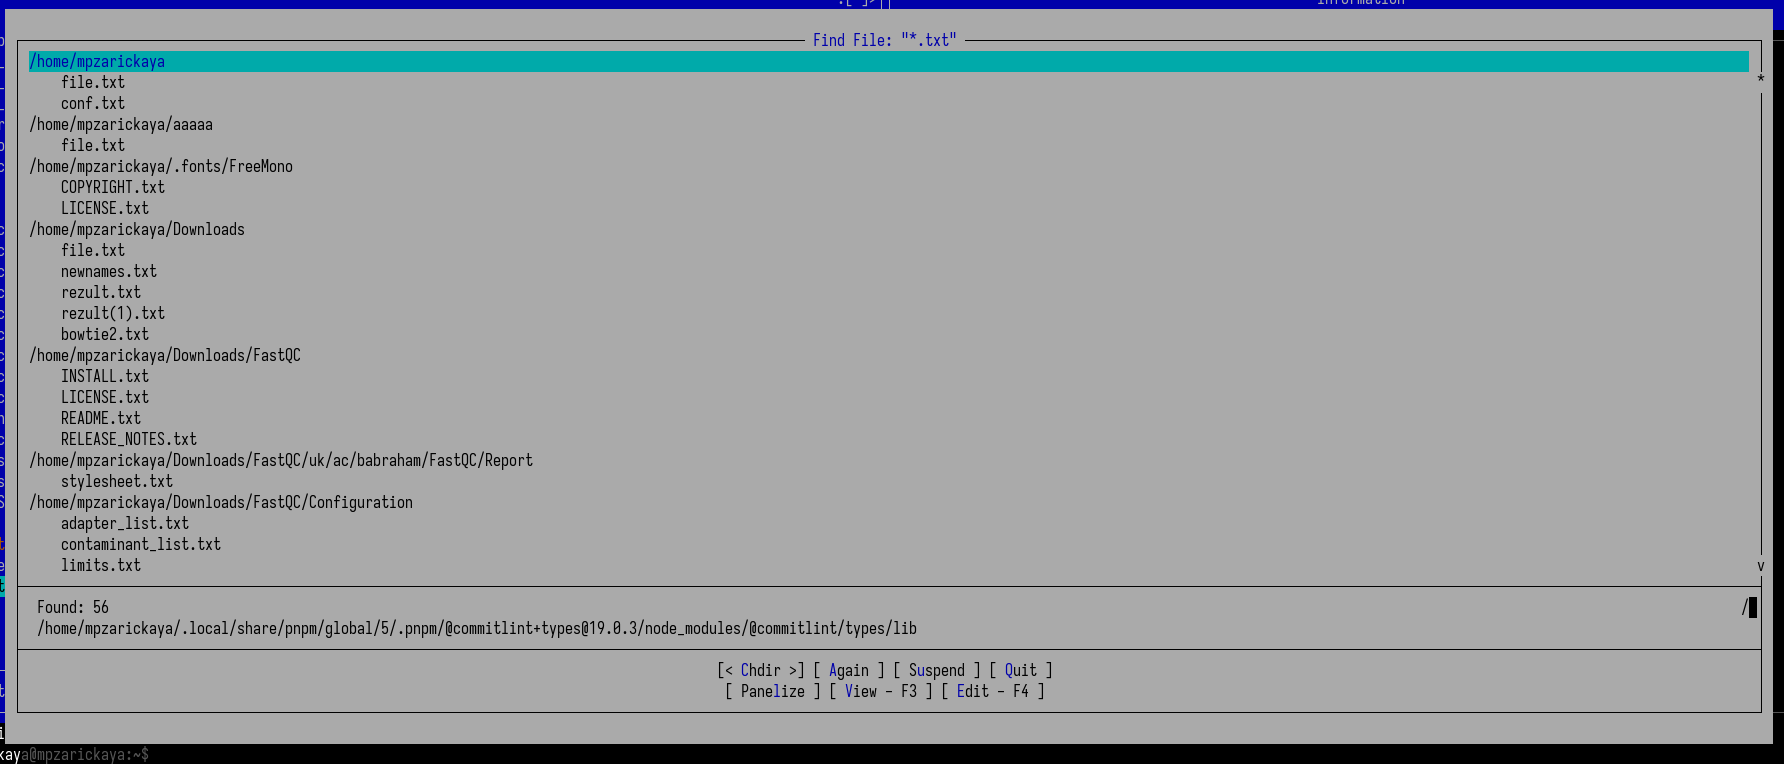 .[^]>
information
Find File: "*.txt"
/home/mpzarickaya
file.txt
*
conf.txt
/home/mpzarickaya/aaaaa
file.txt
/home/mpzarickaya/.fonts/FreeMono
COPYRIGHT.txt
LICENSE.txt
/home/mpzarickaya/Downloads
file.txt
newnames.txt
rezult.txt
rezult(1).txt
bowtie2.txt
/home/mpzarickaya/Downloads/FastQC
INSTALL.txt
LICENSE.txt
README.txt
RELEASE_NOTES.txt
/home/mpzarickaya/Downloads/FastQC/uk/ac/babraham/FastQC/Report
stylesheet.txt
/home/mpzarickaya/Downloads/FastQC/Configuration
adapter_list.txt
contaminant_list.txt
limits.txt
v
Found: 56 /
/home/mpzarickaya/.local/share/pnpm/global/5/.pnpm/@commitlint+types@19.0.3/node_modules/@commitlint/types/lib
[< Chdir >] [ Again ] [ Suspend ] [ Quit ]
[ Panelize ] [ View - F3 ] [ Edit - F4 ]
kaya@mpzarickaya:~$